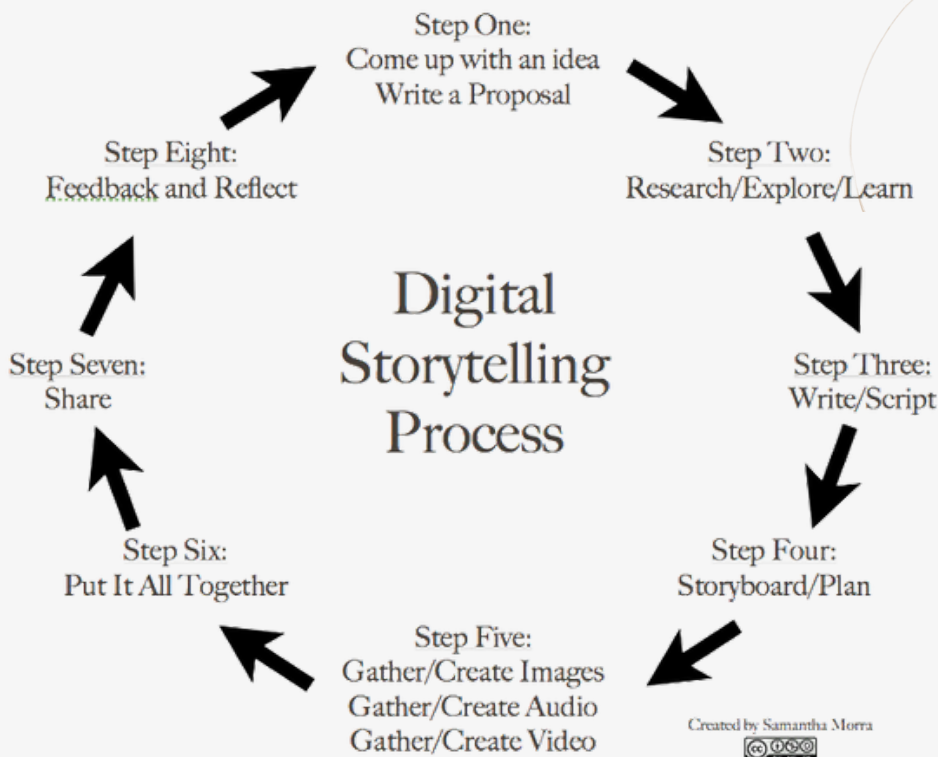 Step One:
Come up with an idea
Write a Proposal
Step Two:
Research/Explore/Learn
Step Three:
Write/Script
Step Four:
Storyboard/Plan
Step Five:
Gather/Create Images
Gather/Create Audio
Gather/Create Video
Step Six:
Put It All Together
Step Seven:
Share
Step Eight:
Feedback and Reflect
Digital
Storytelling
Process
Created by Samantha Morra
cc